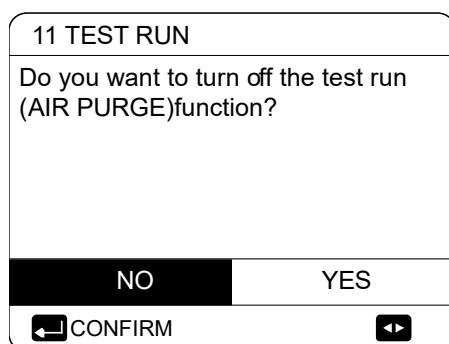 11 TEST RUN
Do you want to turn off the test run
(AIR PURGE)function?
NO YES
CONFIRM